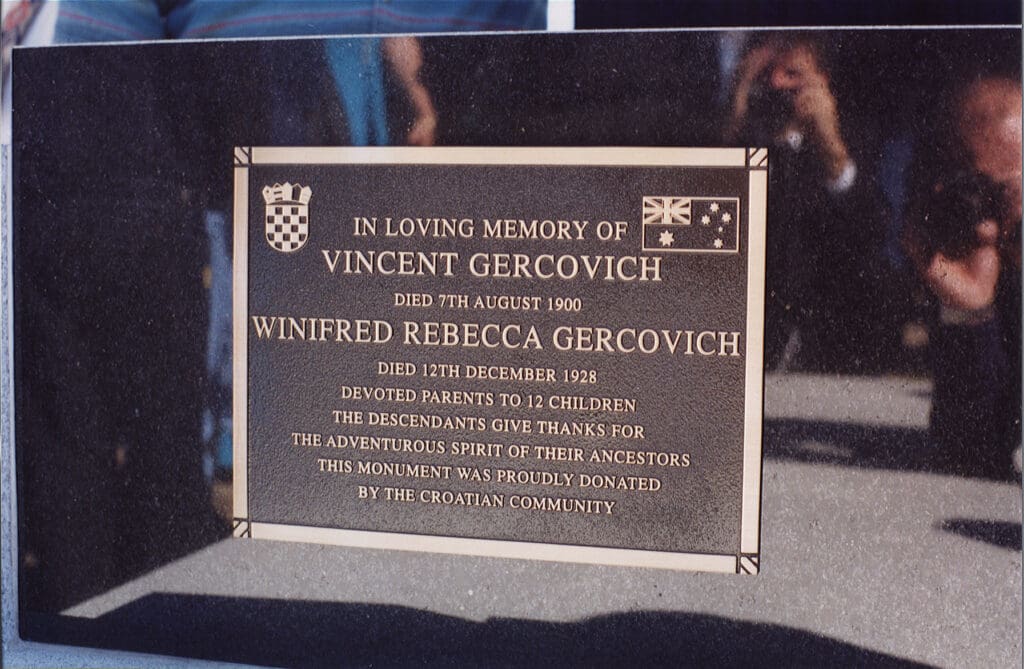 IN LOVING MEMORY OF
VINCENT GERCOVICH
DIED 7TH AUGUST 1900
WINIFRED REBECCA GERCOVICH
DIED 12TH DECEMBER 1928
DEVOTED PARENTS TO 12 CHILDREN
THE DESCENDANTS GIVE THANKS FOR
THE ADVENTUROUS SPIRIT OF THEIR ANCESTORS
THIS MONUMENT WAS PROUDLY DONATED
BY THE CROATIAN COMMUNITY